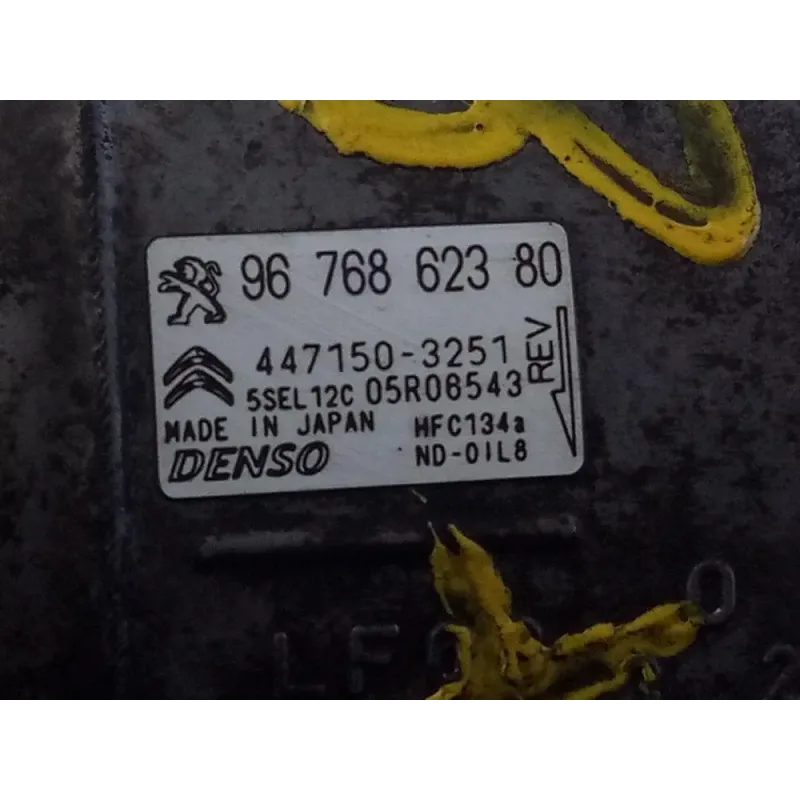 96 768 623 80
447150-3251
5SEL12C 05R06543
REV
MADE IN JAPAN HFC134a
DENSO ND-OIL8